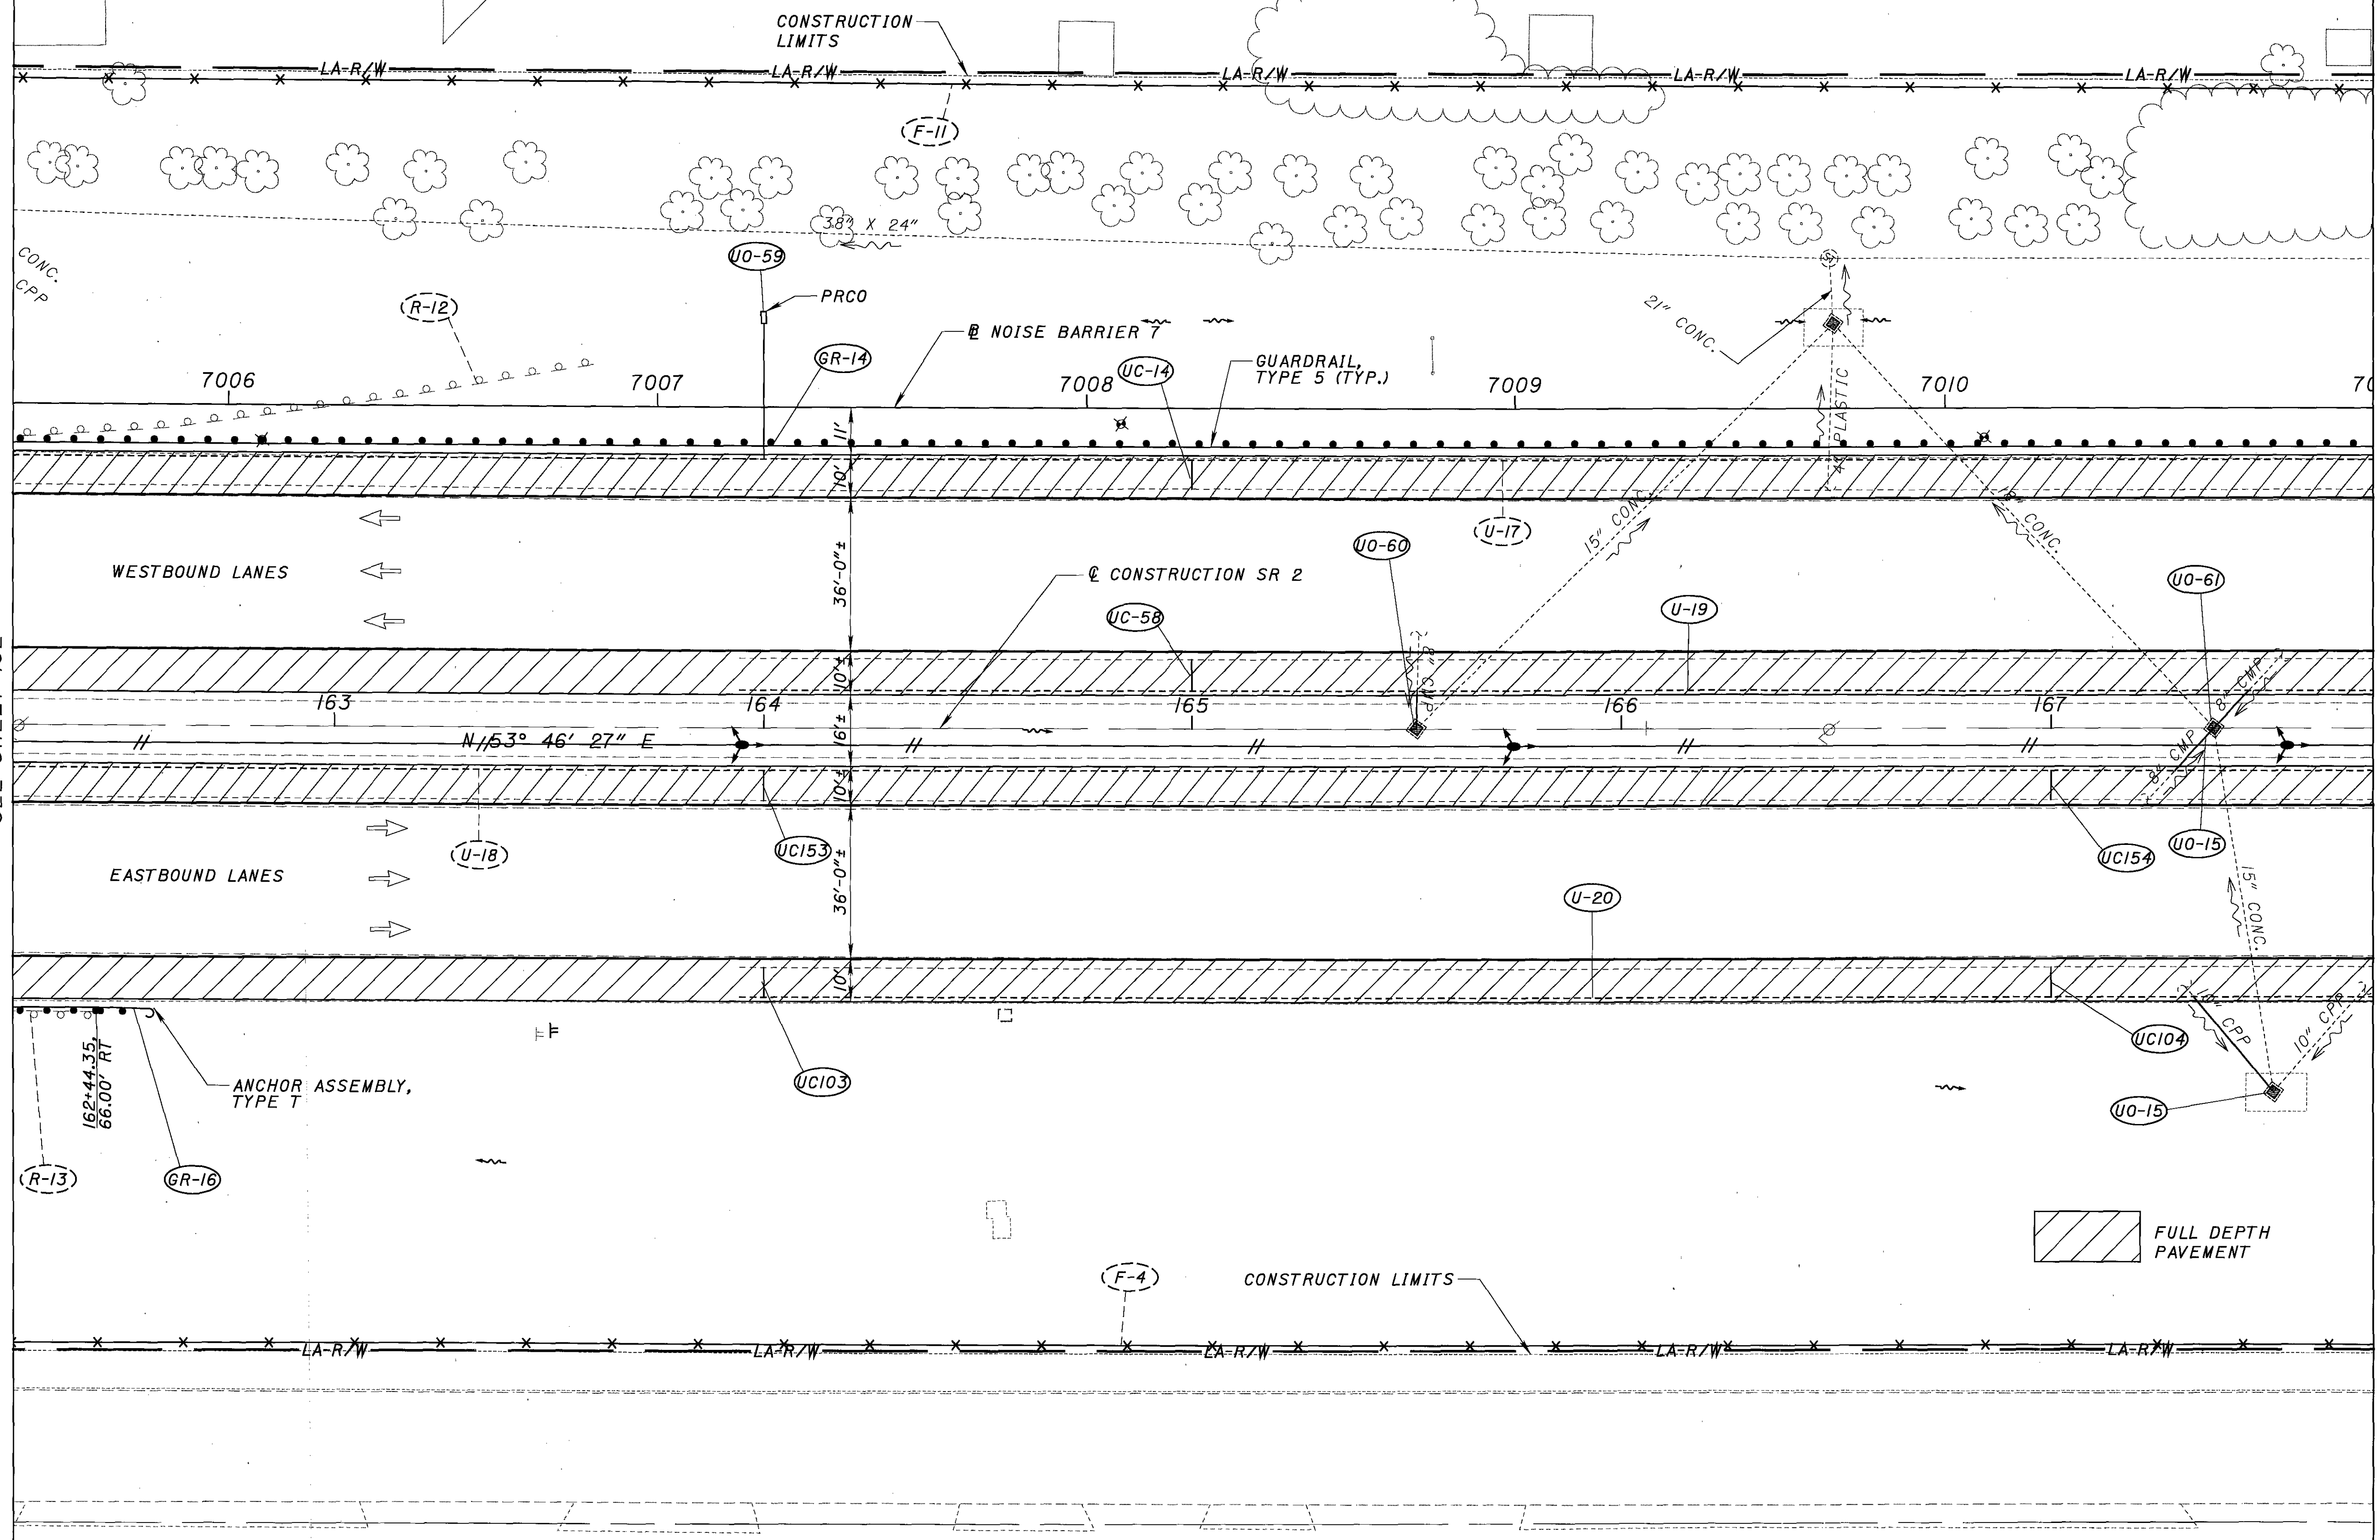 CONSTRUCTION
LIMITS
LA-R/W
LA-R/W
LA-R/W
LA-R/W
LA-R/W
F-11
38" X 24"
CONC.
CPP
UO-59
R-12
PRCO
21" CONC.
NOISE BARRIER 7
GR-14
UC-14
GUARDRAIL,
TYPE 5 (TYP.)
7006
7007
7008
7009
7010
4" PLASTIC
11'
10'
15" CONC.
CONC.
U-17
UO-60
WESTBOUND LANES
36'-0"±
℄ CONSTRUCTION SR 2
UO-61
UC-58
U-19
8" CMP
8" CMP
10'±
163
164
165
166
167
16'±
N 53° 46' 27" E
8" CMP
10'±
U-18
UC153
UC154
UO-15
EASTBOUND LANES
36'-0"±
U-20
15" CONC.
10'
10" CPP
10" CPP
162+44.35,
66.00' RT
ANCHOR ASSEMBLY,
TYPE T
UC103
UC104
UO-15
R-13
GR-16
FULL DEPTH
PAVEMENT
F-4
CONSTRUCTION LIMITS
LA-R/W
LA-R/W
LA-R/W
LA-R/W
LA-R/W